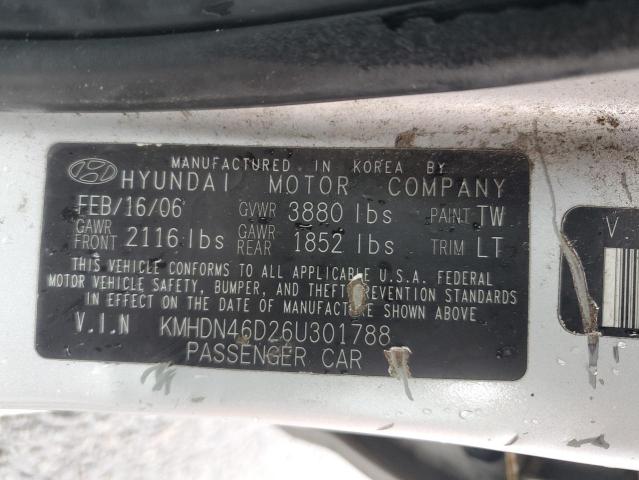 MANUFACTURED IN KOREA BY
HYUNDAI MOTOR COMPANY
FEB/16/06 GVWR 3880 lbs PAINT TW
GAWR FRONT 2116 lbs GAWR REAR 1852 lbs TRIM LT
THIS VEHICLE CONFORMS TO ALL APPLICABLE U.S.A. FEDERAL
MOTOR VEHICLE SAFETY, BUMPER, AND THEFT PREVENTION STANDARDS
IN EFFECT ON THE DATE OF MANUFACTURE SHOWN ABOVE
V.I.N KMHDN46D26U301788
PASSENGER CAR
V